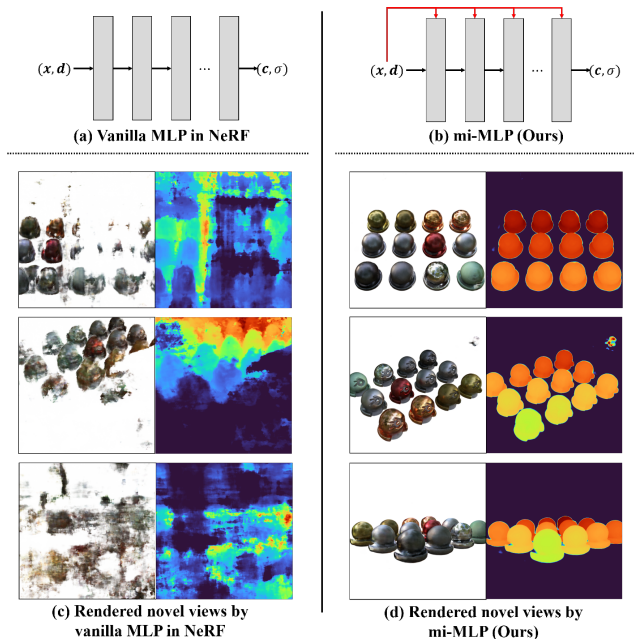 (x, d)
...
(c, σ)
(a) Vanilla MLP in NeRF
(x, d)
...
(c, σ)
(b) mi-MLP (Ours)
(c) Rendered novel views by
vanilla MLP in NeRF
(d) Rendered novel views by
mi-MLP (Ours)